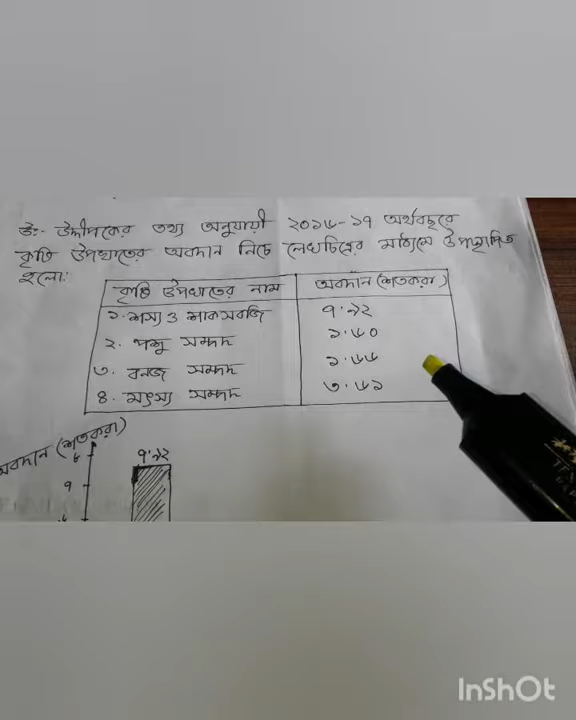 উঃ- উদ্দীপকের তথ্য অনুযায়ী ২০১৬-১৭ অর্থবছরে
কৃষি উপখাতের অবদান নিচে লেখচিত্রের মাধ্যমে উপস্থাপিত
হলো:
কৃষি উপখাতের নাম অবদান (শতকরা)
১. শস্য ও শাকসবজি ৭.৯২
২. পশু সম্পদ ১.৬০
৩. বনজ সম্পদ ১.৬৬
৪. মৎস্য সম্পদ ৩.৬১
অবদান (শতকরা)
৮
৭.৯২
৭
৬
InShOt